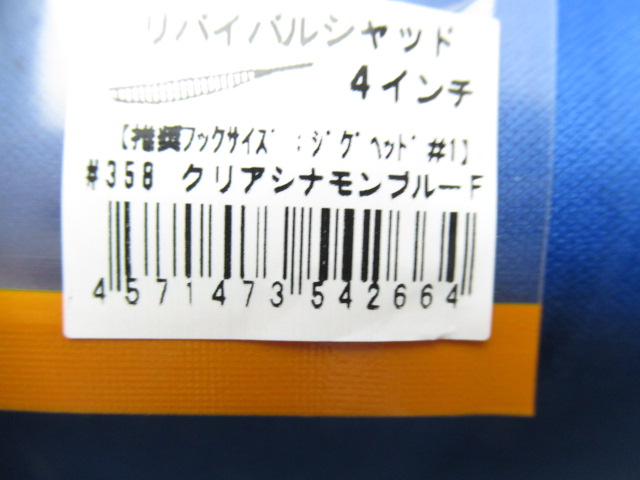 リバイバルシャッド
4インチ
【推奨フックサイズ：ジグヘッド #1】
#358 クリアシナモンブルーF
4571473542664